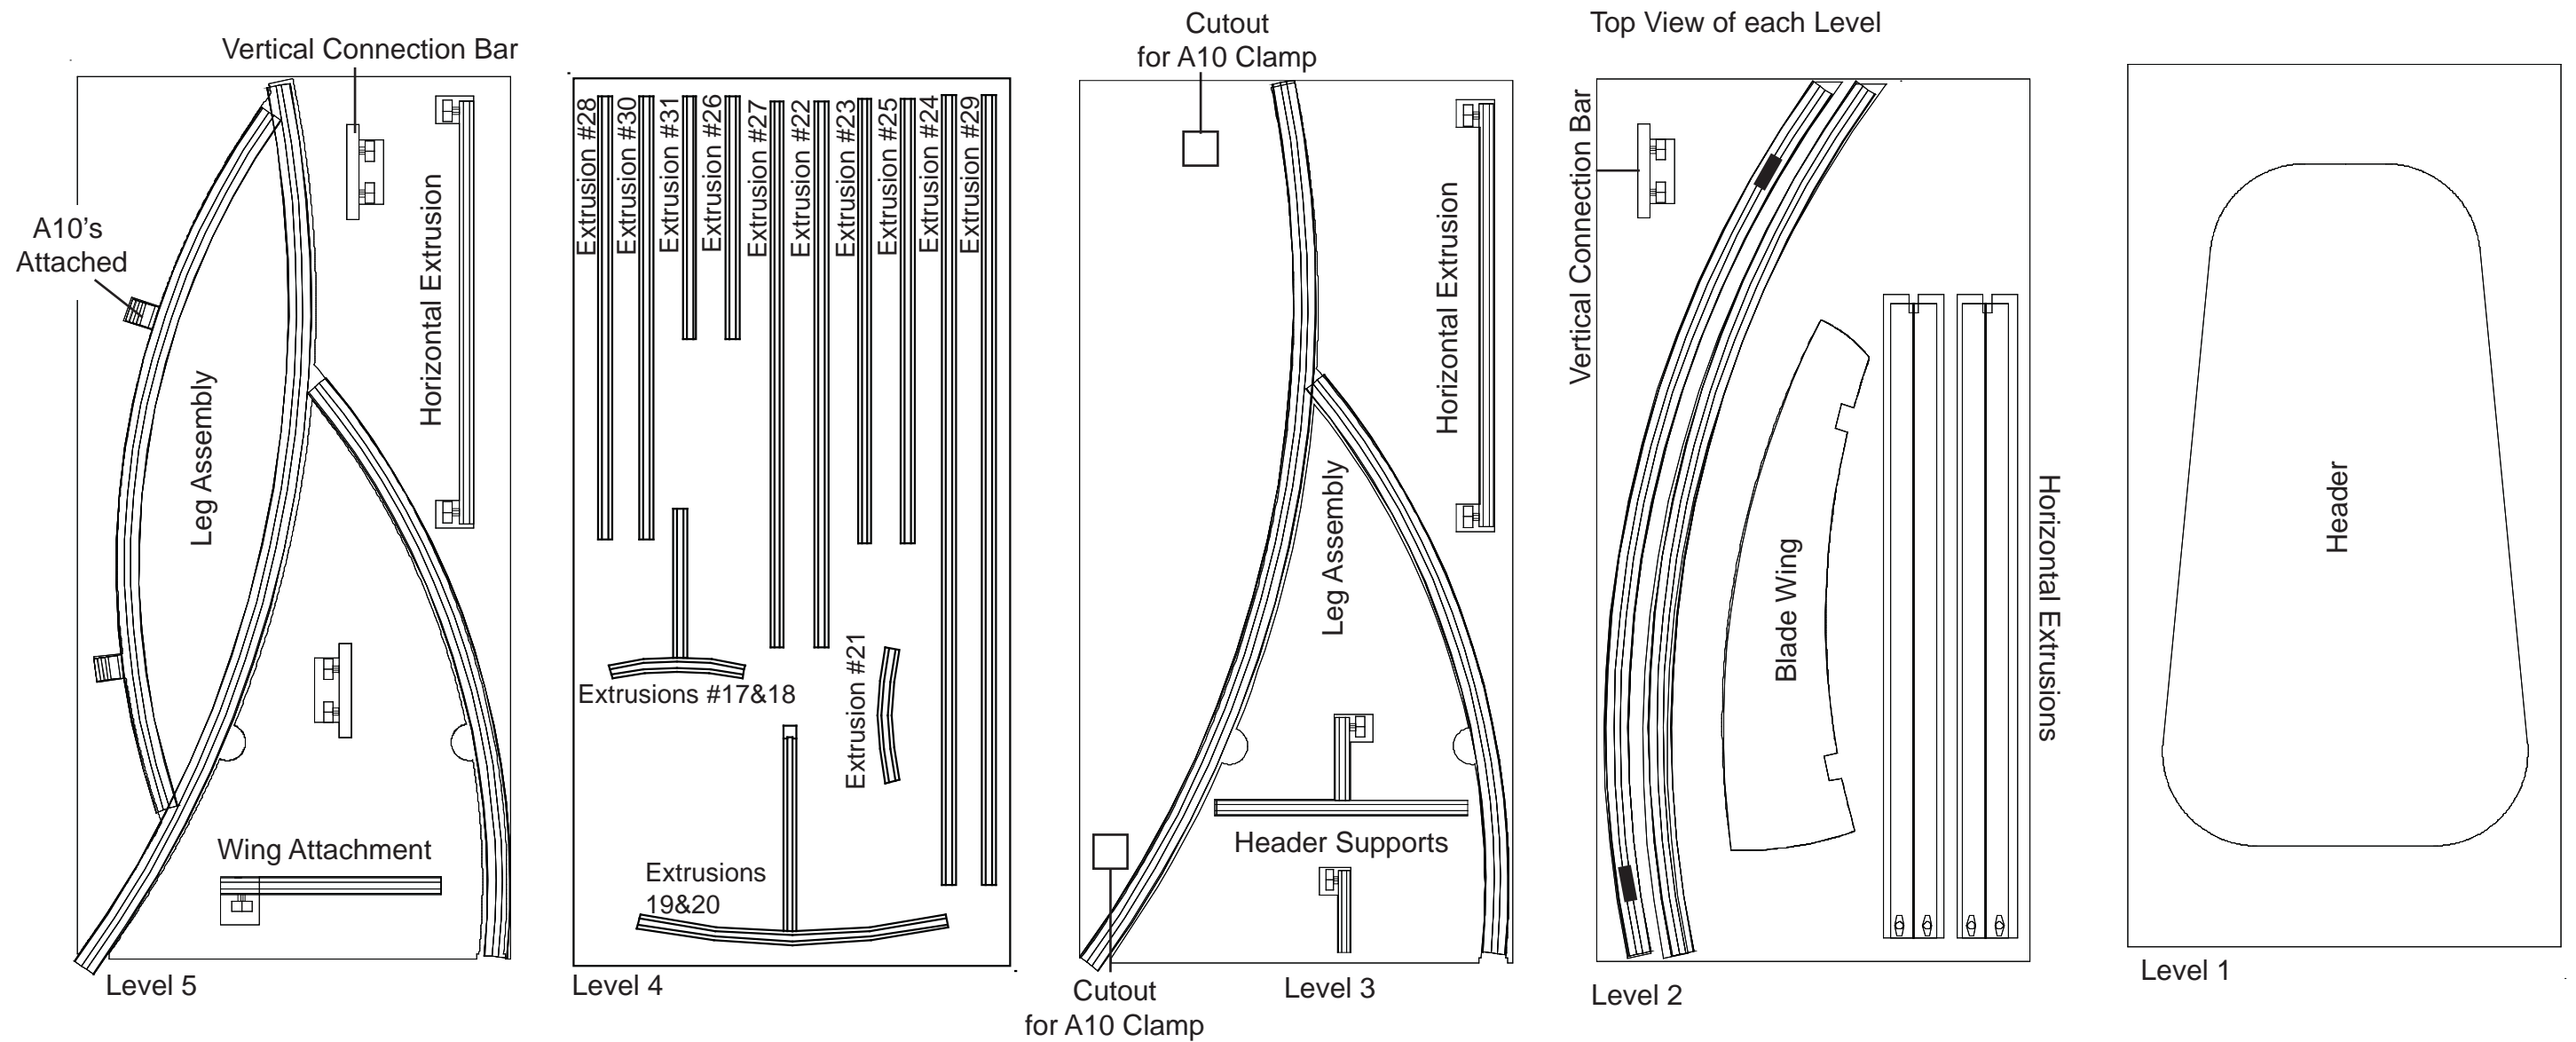 Top View of each Level
Vertical Connection Bar
A10's
Attached
Leg Assembly
Horizontal Extrusion
Wing Attachment
Level 5
Extrusion #28
Extrusion #30
Extrusion #31
Extrusion #26
Extrusion #27
Extrusion #22
Extrusion #23
Extrusion #25
Extrusion #24
Extrusion #29
Extrusions #17&18
Extrusion #21
Extrusions
19&20
Level 4
Cutout
for A10 Clamp
Horizontal Extrusion
Leg Assembly
Header Supports
Cutout
for A10 Clamp
Level 3
Vertical Connection Bar
Blade Wing
Horizontal Extrusions
Level 2
Header
Level 1